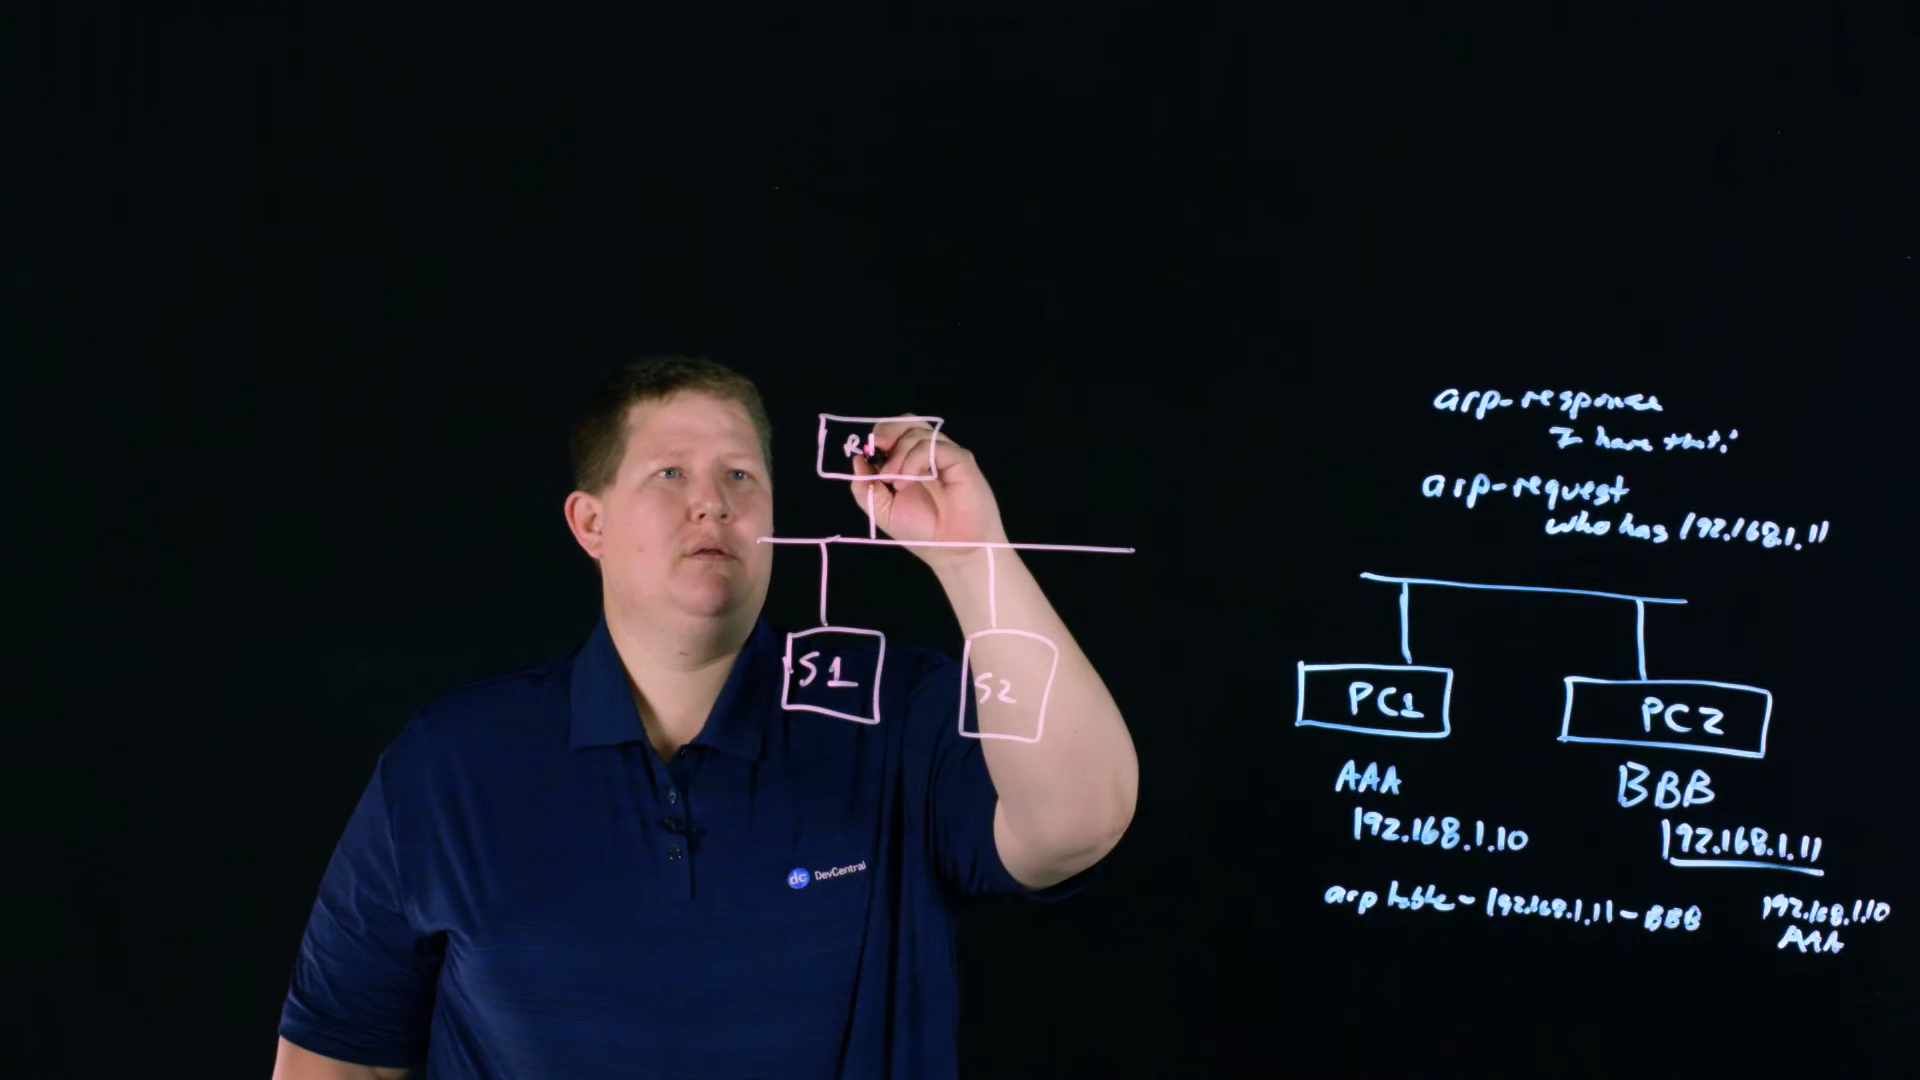 R1
S1
S2
dc DevCentral
arp-response
I have that!
arp-request
who has 192.168.1.11
PC1
PC2
AAA
BBB
192.168.1.10
192.168.1.11
arp table - 192.168.1.11 - BBB
192.168.1.10
AAA